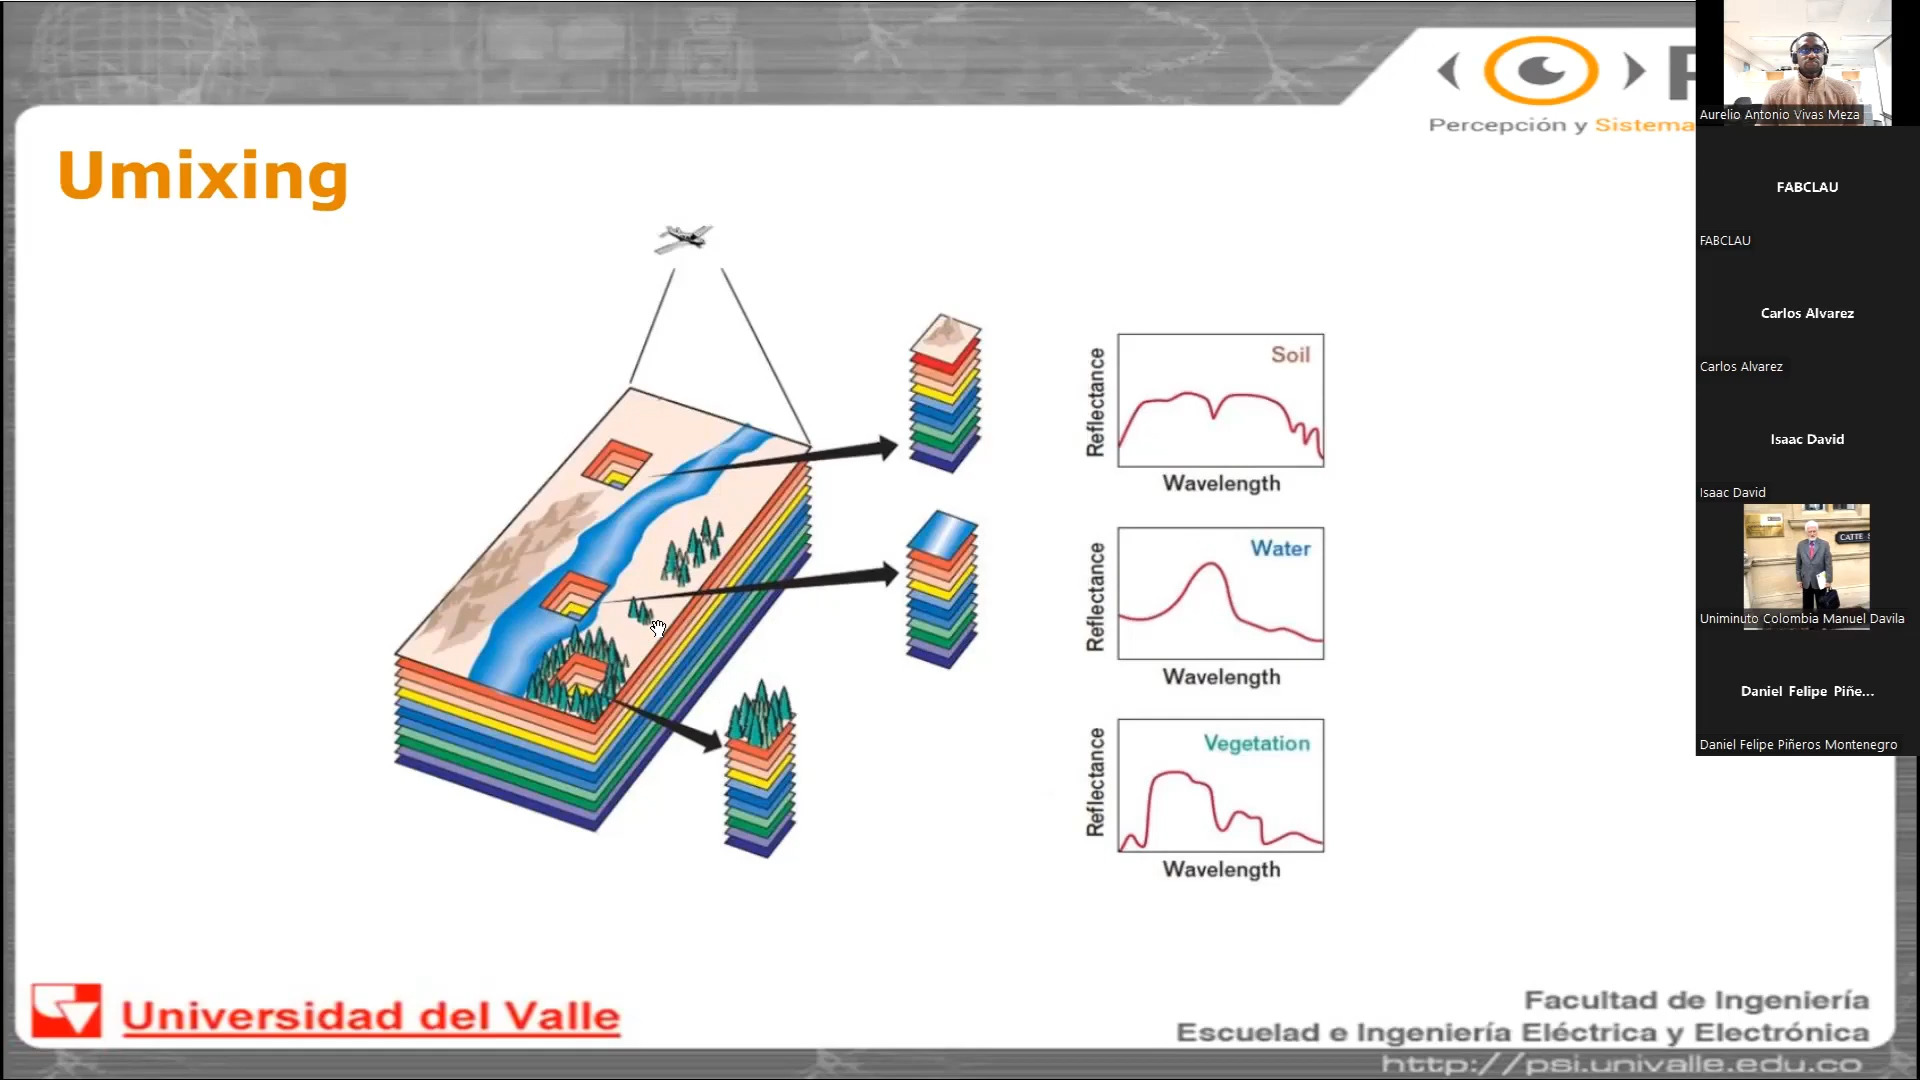 Umixing
Percepción y Sistema
Soil
Reflectance
Wavelength
Water
Reflectance
Wavelength
Vegetation
Reflectance
Wavelength
Universidad del Valle
Facultad de Ingeniería
Escuelad e Ingeniería Eléctrica y Electrónica
http://psi.univalle.edu.co
Aurelio Antonio Vivas Meza
FABCLAU
FABCLAU
Carlos Alvarez
Carlos Alvarez
Isaac David
Isaac David
CATTE
Uniminuto Colombia Manuel Davila
Daniel Felipe Piñe...
Daniel Felipe Piñeros Montenegro